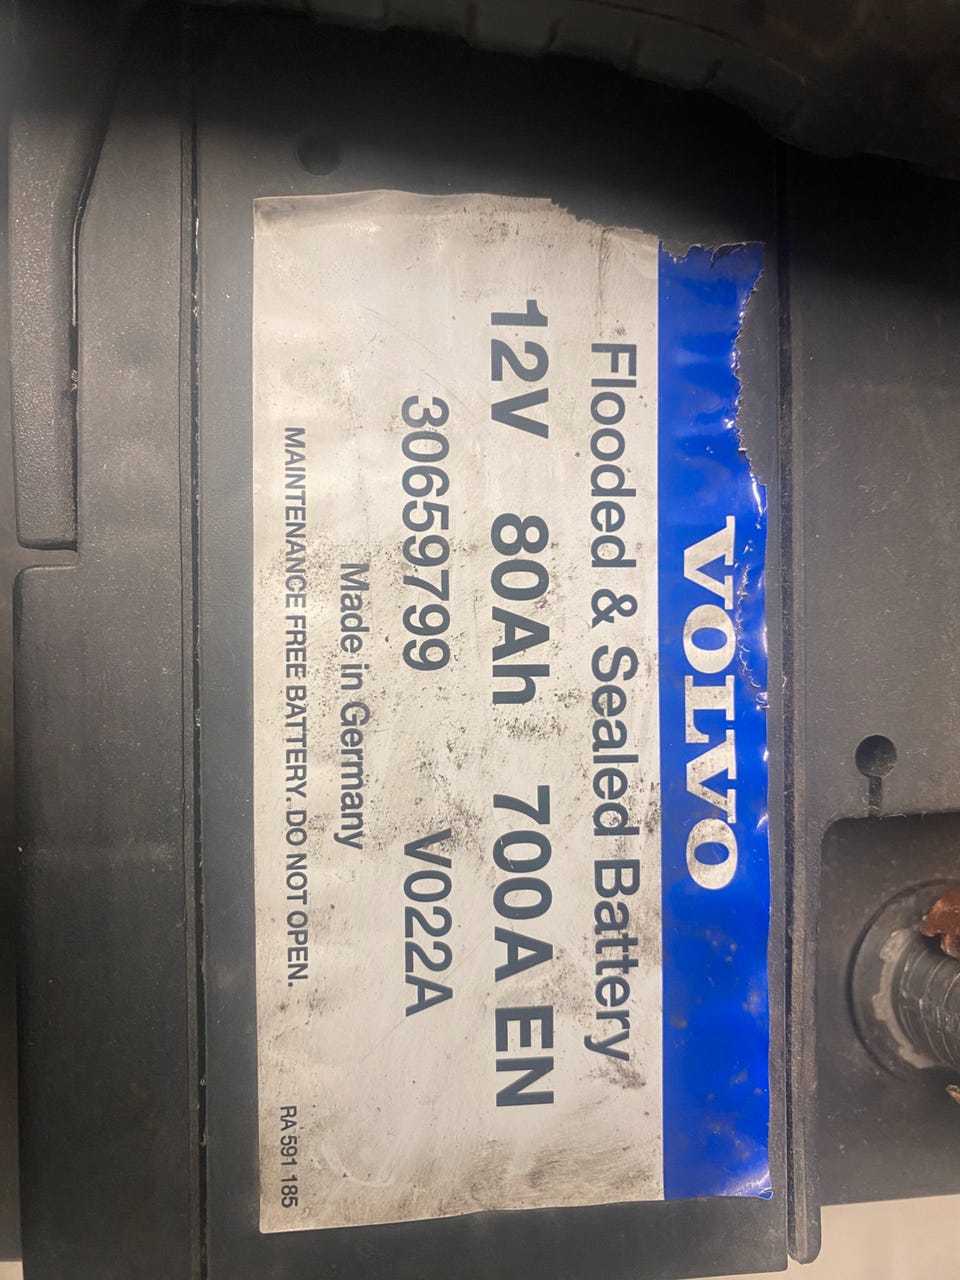 VOLVO
Flooded & Sealed Battery
12V 80Ah 700A EN
30659799 V022A
Made in Germany
MAINTENANCE FREE BATTERY. DO NOT OPEN.
RA 591 185